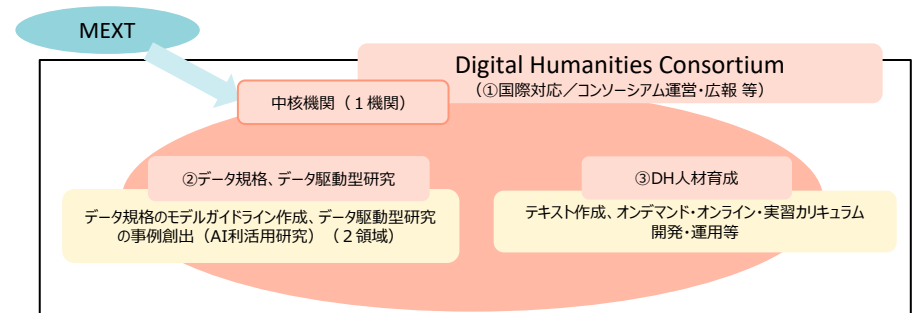 MEXT
Digital Humanities Consortium
（①国際対応／コンソーシアム運営・広報 等）
中核機関（１機関）
②データ規格、データ駆動型研究
データ規格のモデルガイドライン作成、データ駆動型研究
の事例創出（AI利活用研究）（２領域）
③DH人材育成
テキスト作成、オンデマンド・オンライン・実習カリキュラム
開発・運用等